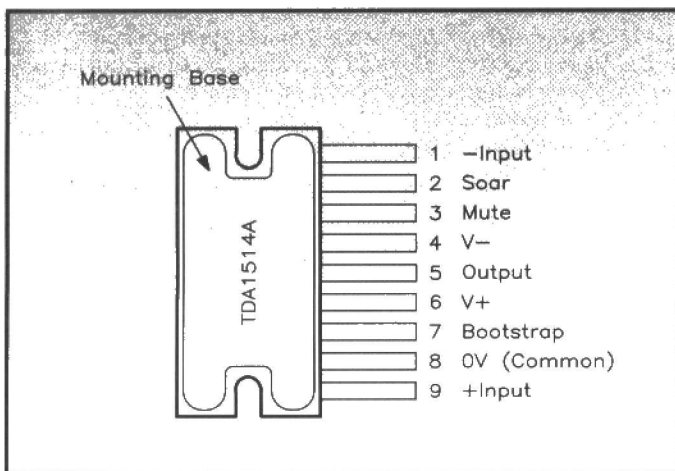 Mounting Base
TDA1514A
1 -Input
2 Soar
3 Mute
4 V-
5 Output
6 V+
7 Bootstrap
8 0V (Common)
9 +Input